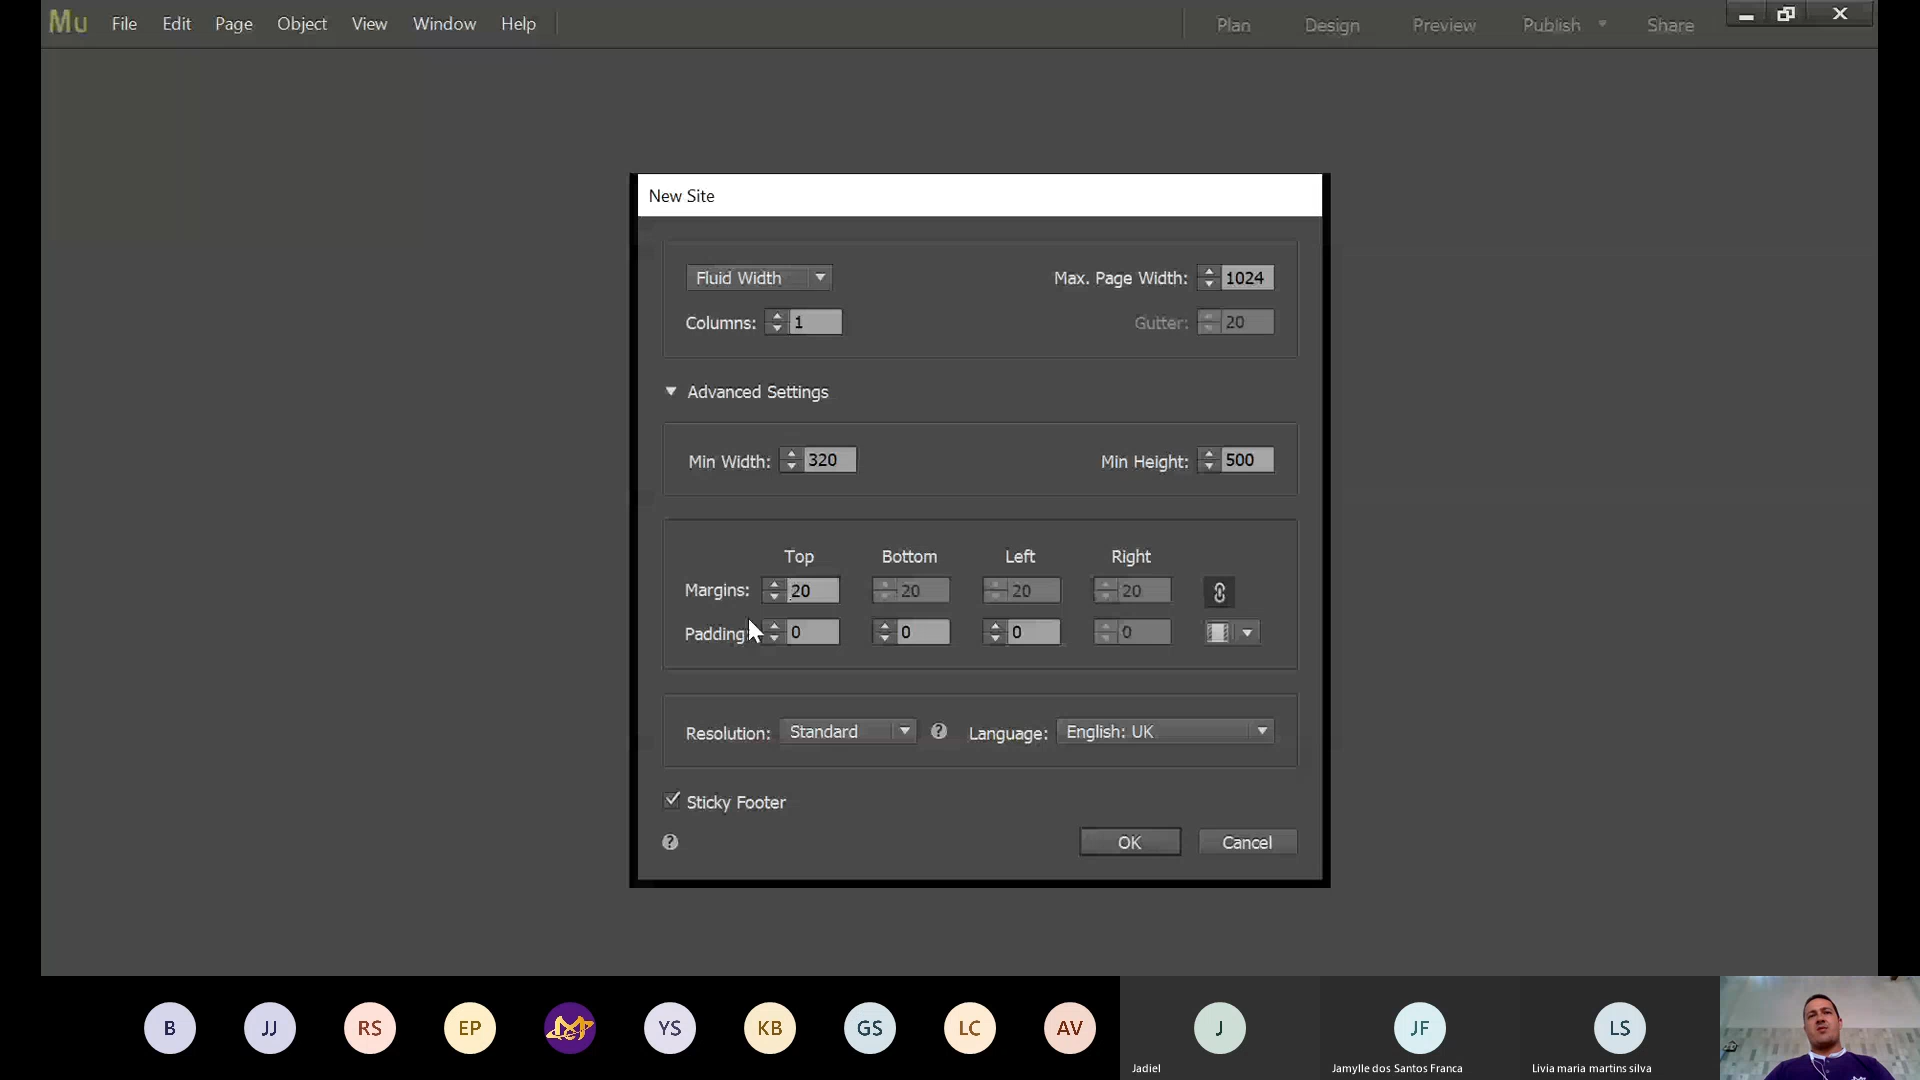 Mu File Edit Page Object View Window Help Plan Design Preview Publish Share
New Site
Fluid Width Max. Page Width: 1024
Columns: 1 Gutter: 20
Advanced Settings
Min Width: 320 Min Height: 500
Top Bottom Left Right
Margins: 20 20 20 20
Padding: 0 0 0 0
Resolution: Standard ? Language: English: UK
Sticky Footer
? OK Cancel
B JJ RS EP YS KB GS LC AV J JF LS
Jadiel Jamylle dos Santos Franca Livia maria martins silva